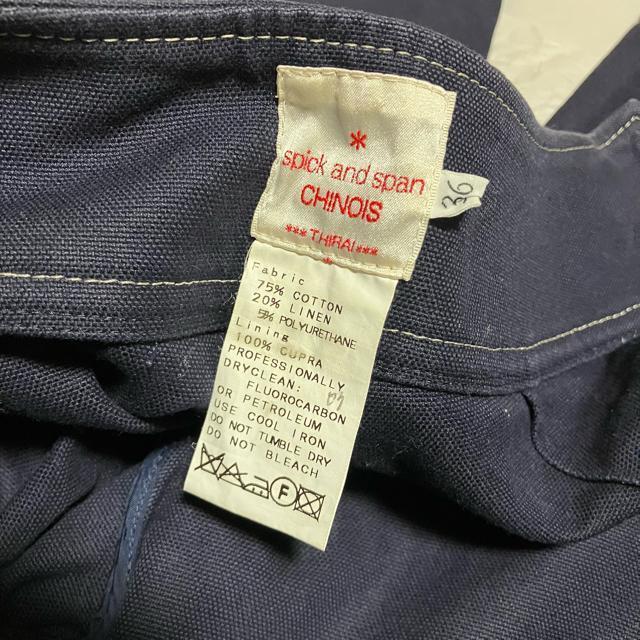 *
spick and span
CHINOIS
*** THIRAI ***
*
36
Fabric
75% COTTON
20% LINEN
5% POLYURETHANE
Lining
100% CUPRA
PROFESSIONALLY
DRYCLEAN:
FLUOROCARBON
OR PETROLEUM
USE COOL IRON
DO NOT TUMBLE DRY
DO NOT BLEACH
F